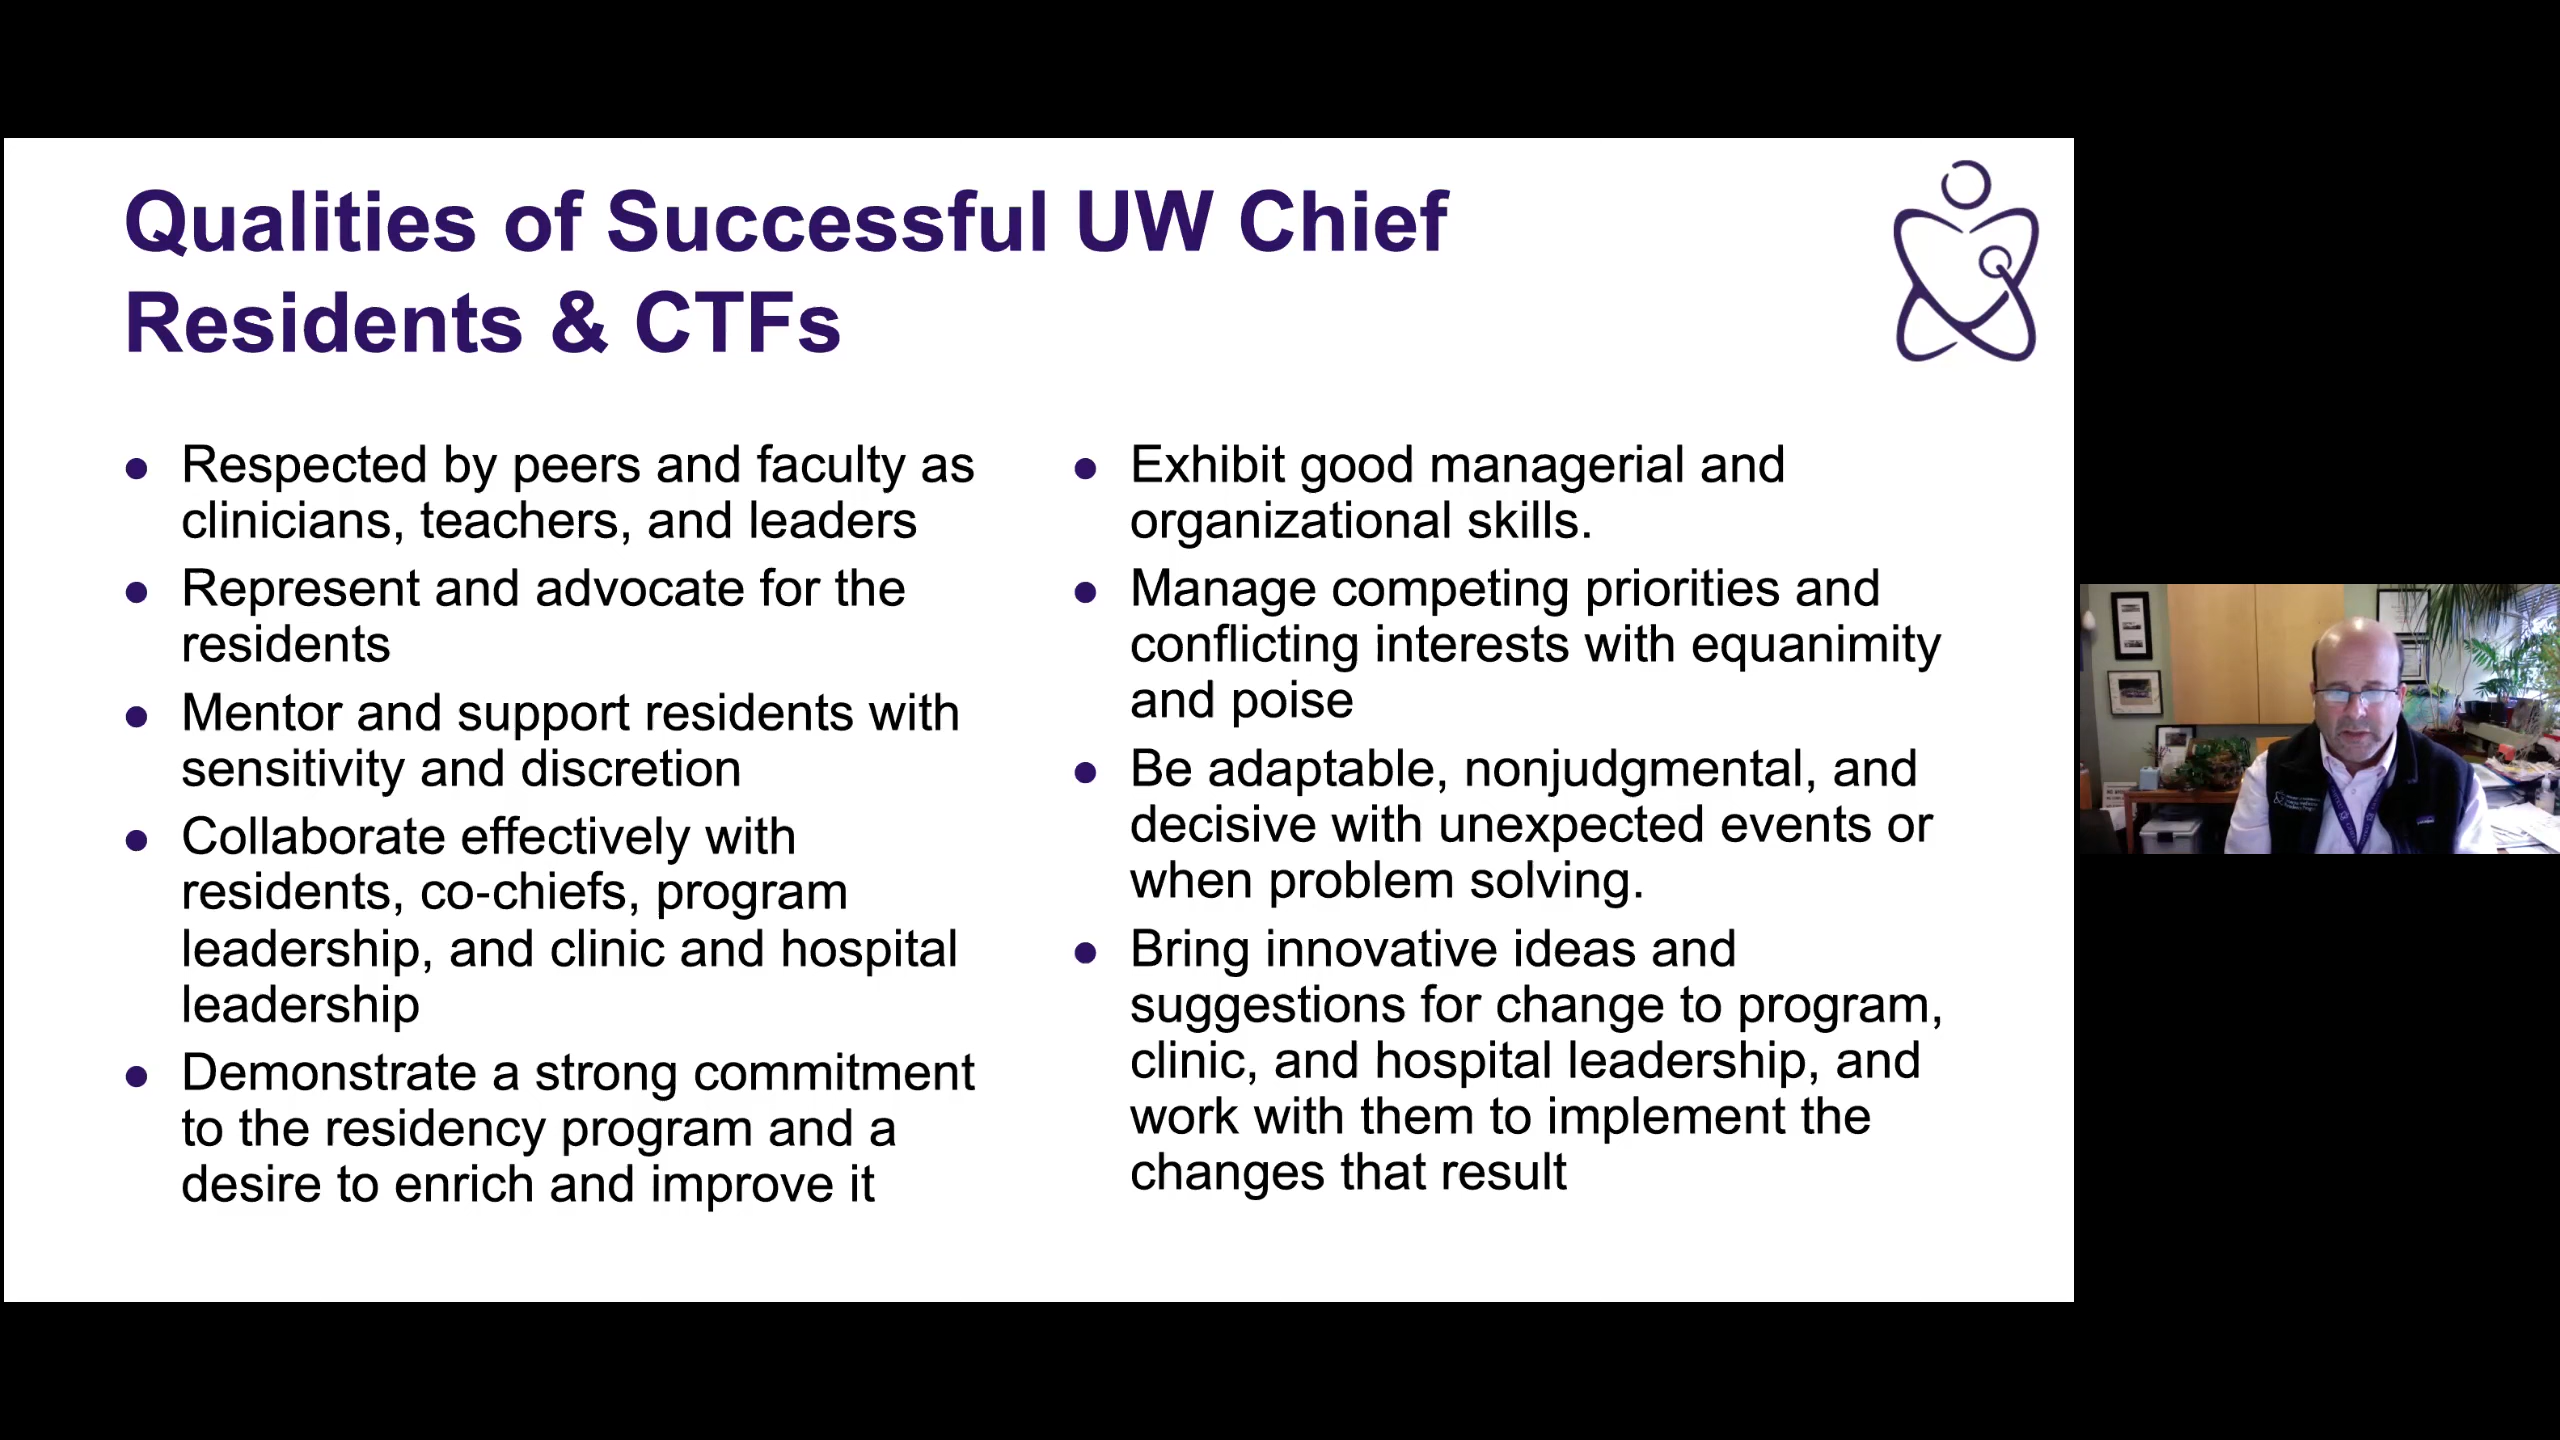 Qualities of Successful UW Chief
Residents & CTFs
● Respected by peers and faculty as
clinicians, teachers, and leaders
● Represent and advocate for the
residents
● Mentor and support residents with
sensitivity and discretion
● Collaborate effectively with
residents, co-chiefs, program
leadership, and clinic and hospital
leadership
● Demonstrate a strong commitment
to the residency program and a
desire to enrich and improve it
● Exhibit good managerial and
organizational skills.
● Manage competing priorities and
conflicting interests with equanimity
and poise
● Be adaptable, nonjudgmental, and
decisive with unexpected events or
when problem solving.
● Bring innovative ideas and
suggestions for change to program,
clinic, and hospital leadership, and
work with them to implement the
changes that result